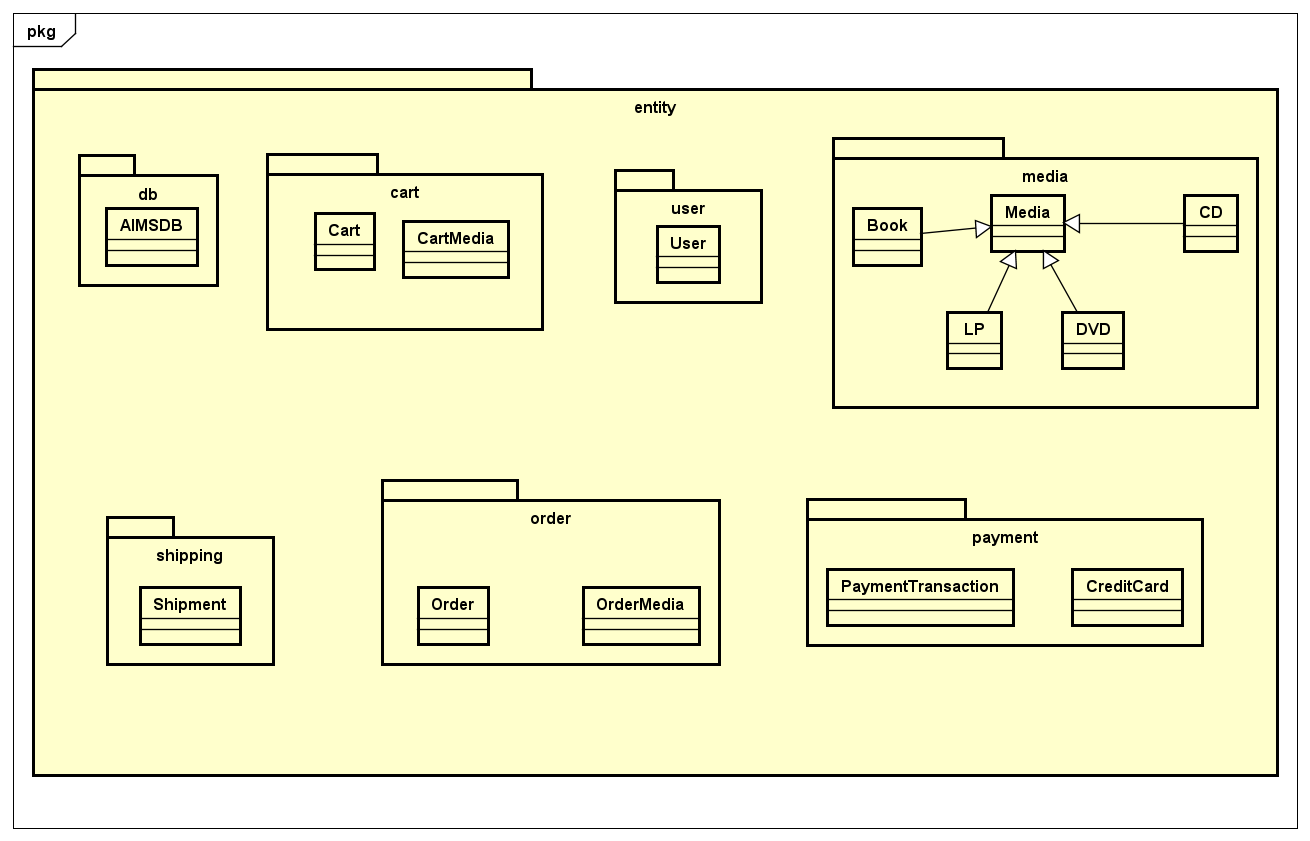 pkg
entity
db
AIMSDB
cart
Cart
CartMedia
user
User
media
Book
Media
CD
LP
DVD
shipping
Shipment
order
Order
OrderMedia
payment
PaymentTransaction
CreditCard